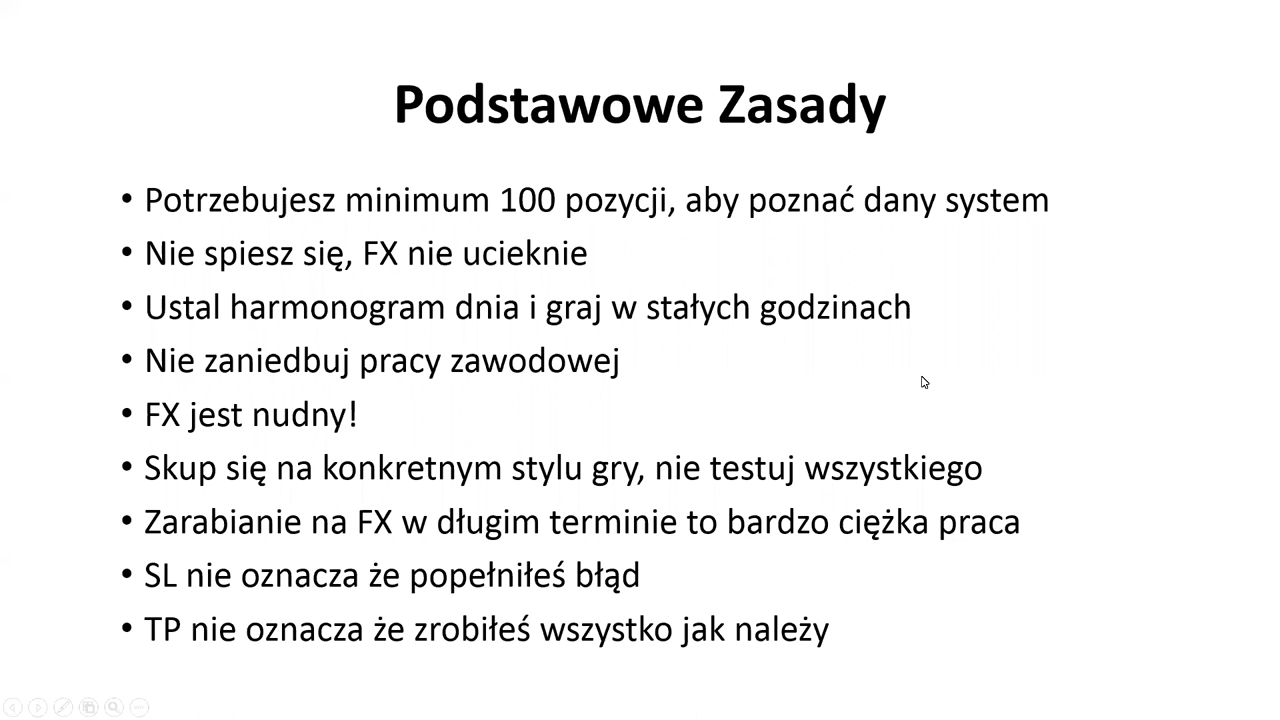 Podstawowe Zasady
• Potrzebujesz minimum 100 pozycji, aby poznać dany system
• Nie spiesz się, FX nie ucieknie
• Ustal harmonogram dnia i graj w stałych godzinach
• Nie zaniedbuj pracy zawodowej
• FX jest nudny!
• Skup się na konkretnym stylu gry, nie testuj wszystkiego
• Zarabianie na FX w długim terminie to bardzo ciężka praca
• SL nie oznacza że popełniłeś błąd
• TP nie oznacza że zrobiłeś wszystko jak należy